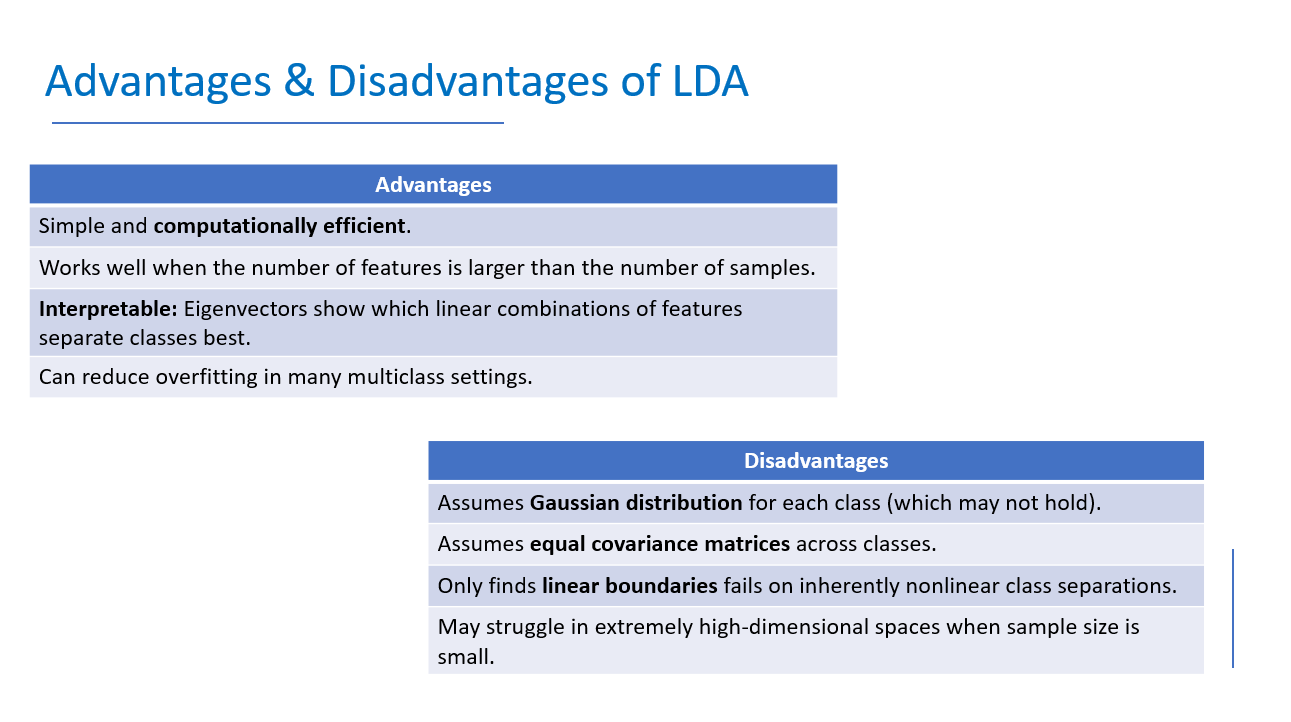 Advantages & Disadvantages of LDA
Advantages
Simple and computationally efficient.
Works well when the number of features is larger than the number of samples.
Interpretable: Eigenvectors show which linear combinations of features
separate classes best.
Can reduce overfitting in many multiclass settings.
Disadvantages
Assumes Gaussian distribution for each class (which may not hold).
Assumes equal covariance matrices across classes.
Only finds linear boundaries fails on inherently nonlinear class separations.
May struggle in extremely high-dimensional spaces when sample size is
small.